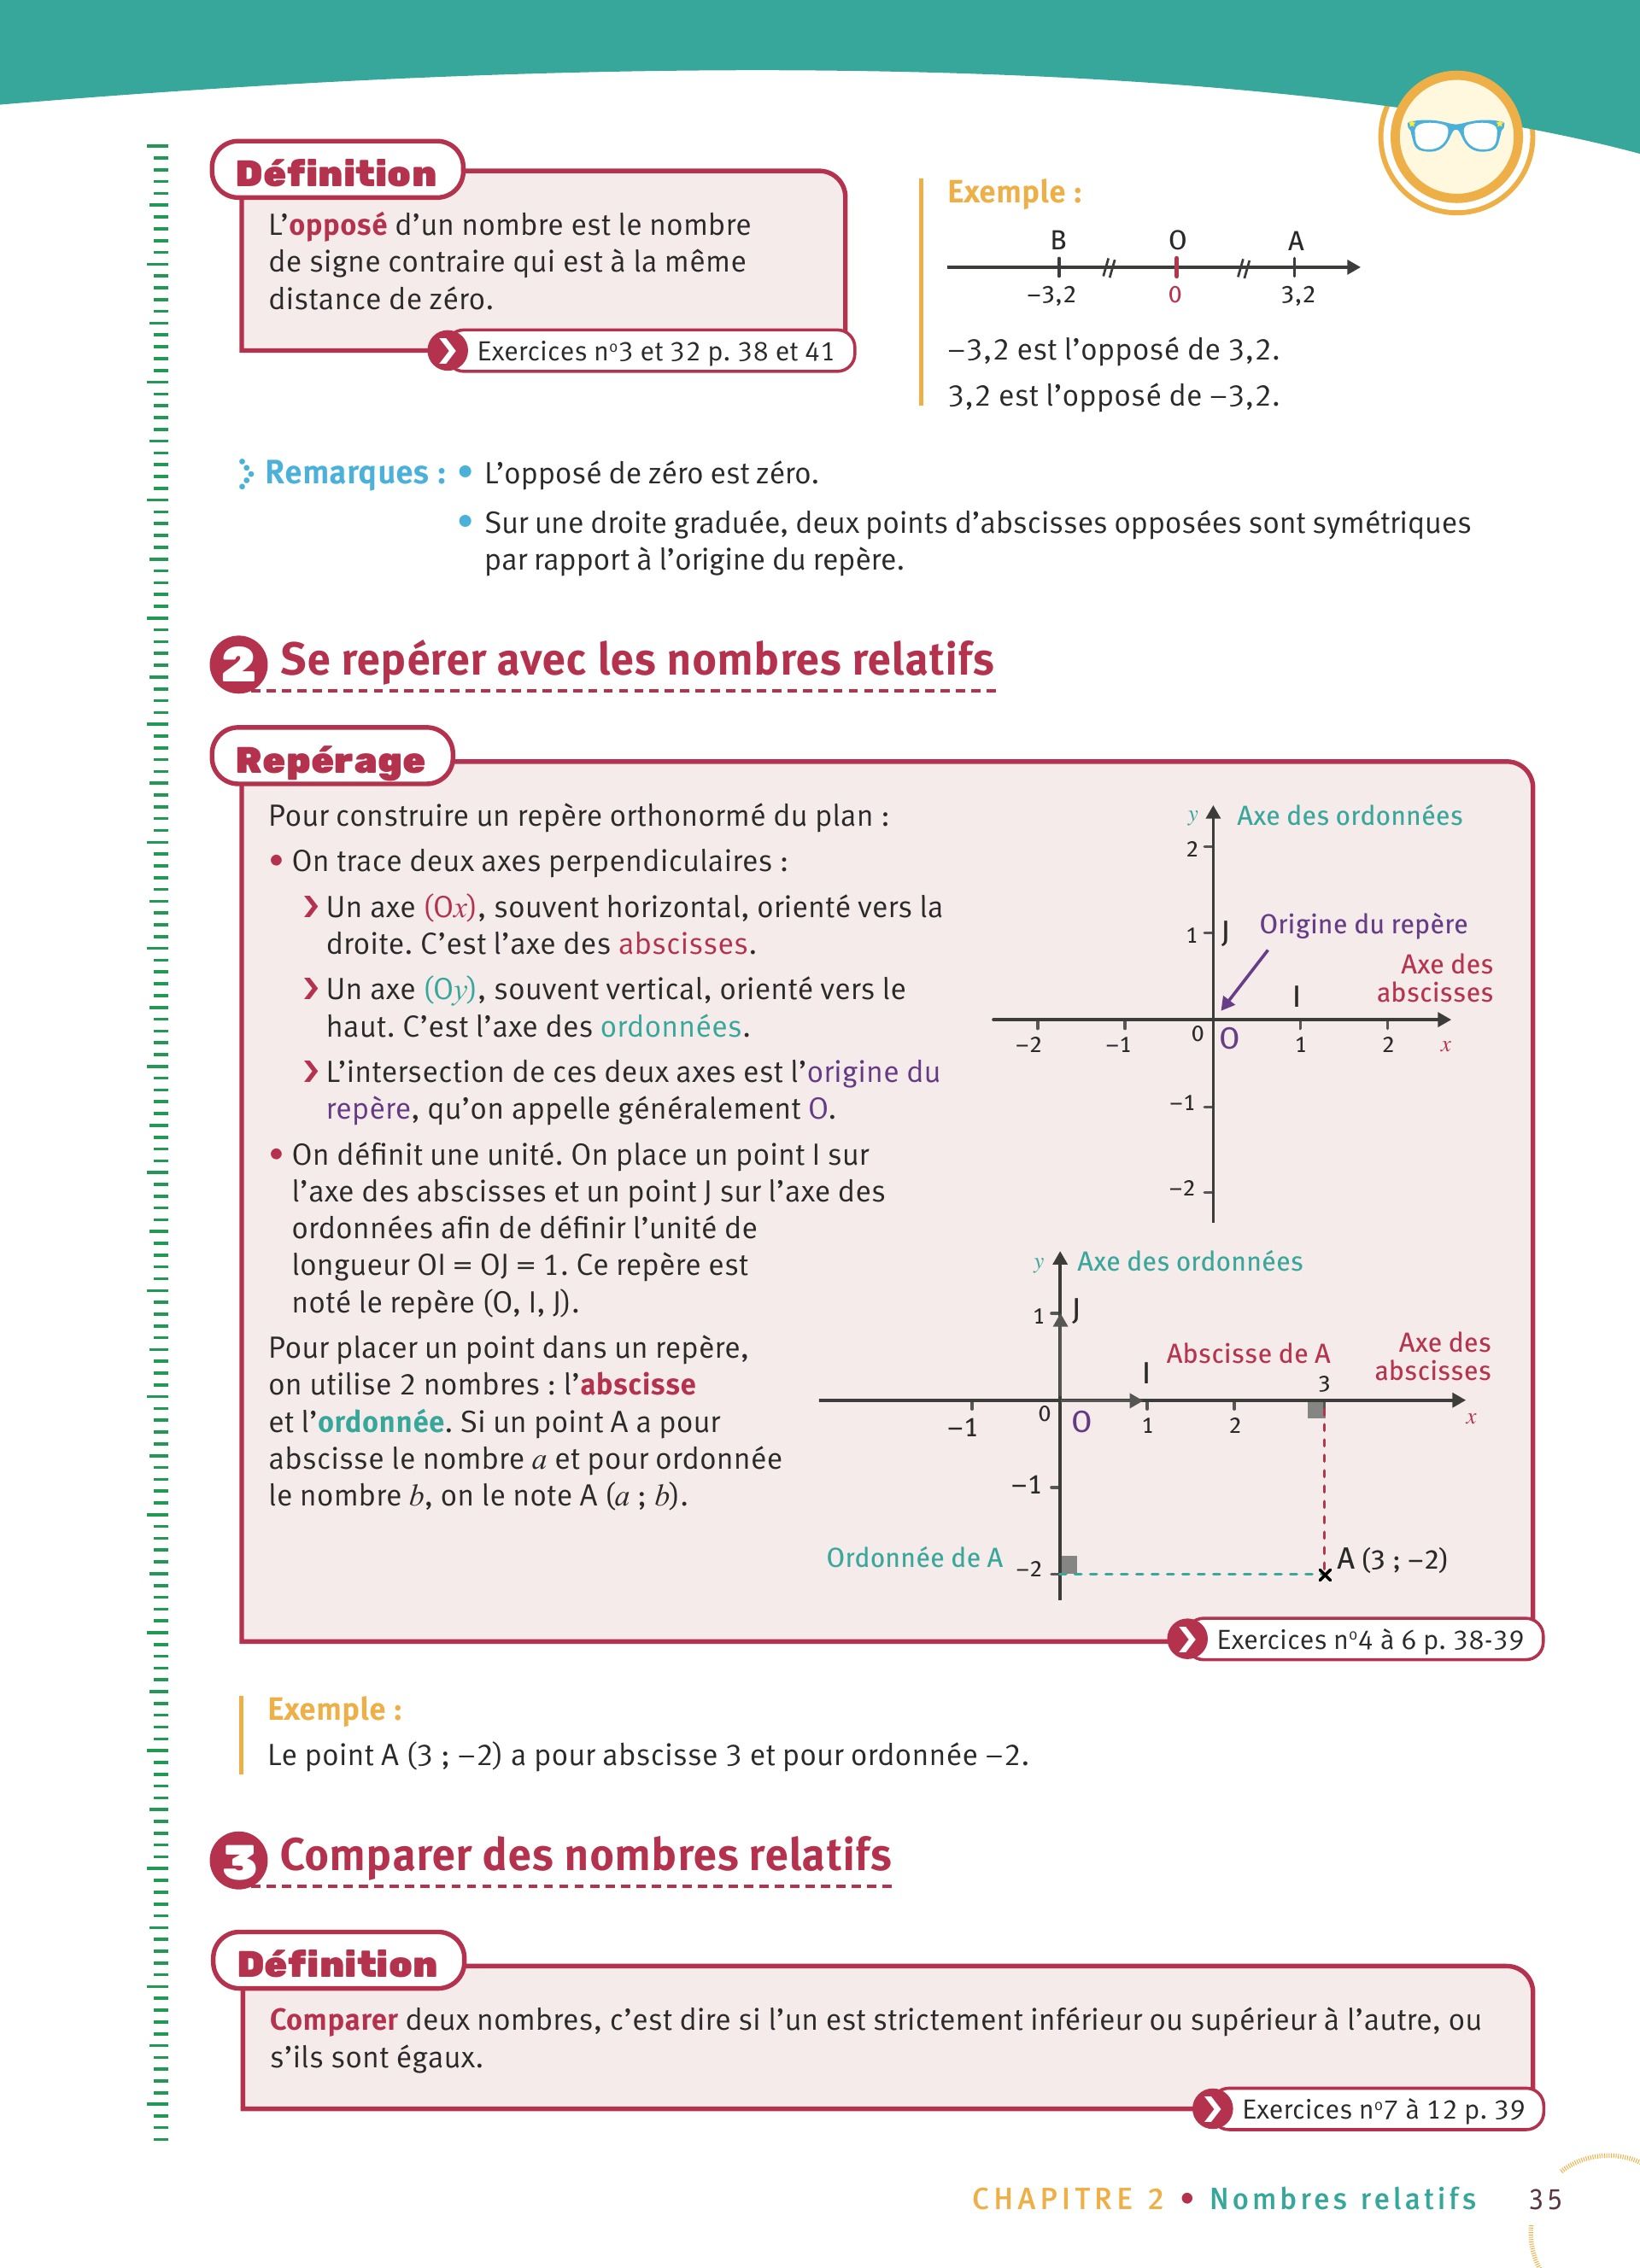 Définition
L’opposé d’un nombre est le nombre
de signe contraire qui est à la même
distance de zéro.
Exercices nº3 et 32 p. 38 et 41
Exemple :
B O A
–3,2 0 3,2
–3,2 est l’opposé de 3,2.
3,2 est l’opposé de –3,2.
Remarques : • L’opposé de zéro est zéro.
• Sur une droite graduée, deux points d’abscisses opposées sont symétriques
par rapport à l’origine du repère.
2 Se repérer avec les nombres relatifs
Repérage
Pour construire un repère orthonormé du plan :
• On trace deux axes perpendiculaires :
Un axe (Ox), souvent horizontal, orienté vers la
droite. C’est l’axe des abscisses.
Un axe (Oy), souvent vertical, orienté vers le
haut. C’est l’axe des ordonnées.
L’intersection de ces deux axes est l’origine du
repère, qu’on appelle généralement O.
• On définit une unité. On place un point I sur
l’axe des abscisses et un point J sur l’axe des
ordonnées afin de définir l’unité de
longueur OI = OJ = 1. Ce repère est
noté le repère (O, I, J).
Pour placer un point dans un repère,
on utilise 2 nombres : l’abscisse
et l’ordonnée. Si un point A a pour
abscisse le nombre a et pour ordonnée
le nombre b, on le note A (a ; b).
y Axe des ordonnées
2
1 J Origine du repère
Axe des
abscisses
I
–2 –1 0 O 1 2 x
–1
–2
y Axe des ordonnées
1 J
Abscisse de A
Axe des
abscisses
I 3
–1 0 O 1 2 x
–1
Ordonnée de A –2 A (3 ; –2)
Exercices nº4 à 6 p. 38-39
Exemple :
Le point A (3 ; –2) a pour abscisse 3 et pour ordonnée –2.
3 Comparer des nombres relatifs
Définition
Comparer deux nombres, c’est dire si l’un est strictement inférieur ou supérieur à l’autre, ou
s’ils sont égaux.
Exercices nº7 à 12 p. 39
CHAPITRE 2 • Nombres relatifs 35